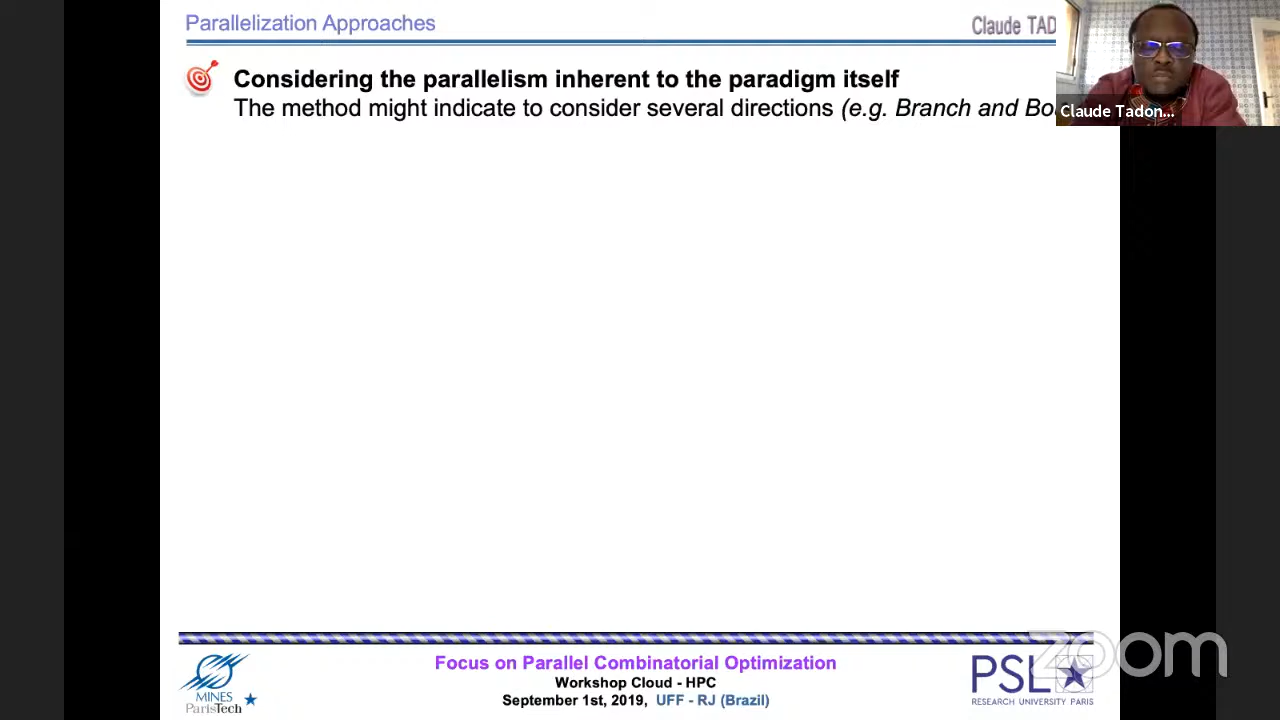 Parallelization Approaches
Claude TAD
Considering the parallelism inherent to the paradigm itself
The method might indicate to consider several directions (e.g. Branch and Bo
Claude Tadon...
Focus on Parallel Combinatorial Optimization
Workshop Cloud - HPC
September 1st, 2019, UFF - RJ (Brazil)
MINES
ParisTech
PSL
RESEARCH UNIVERSITY PARIS
zoom